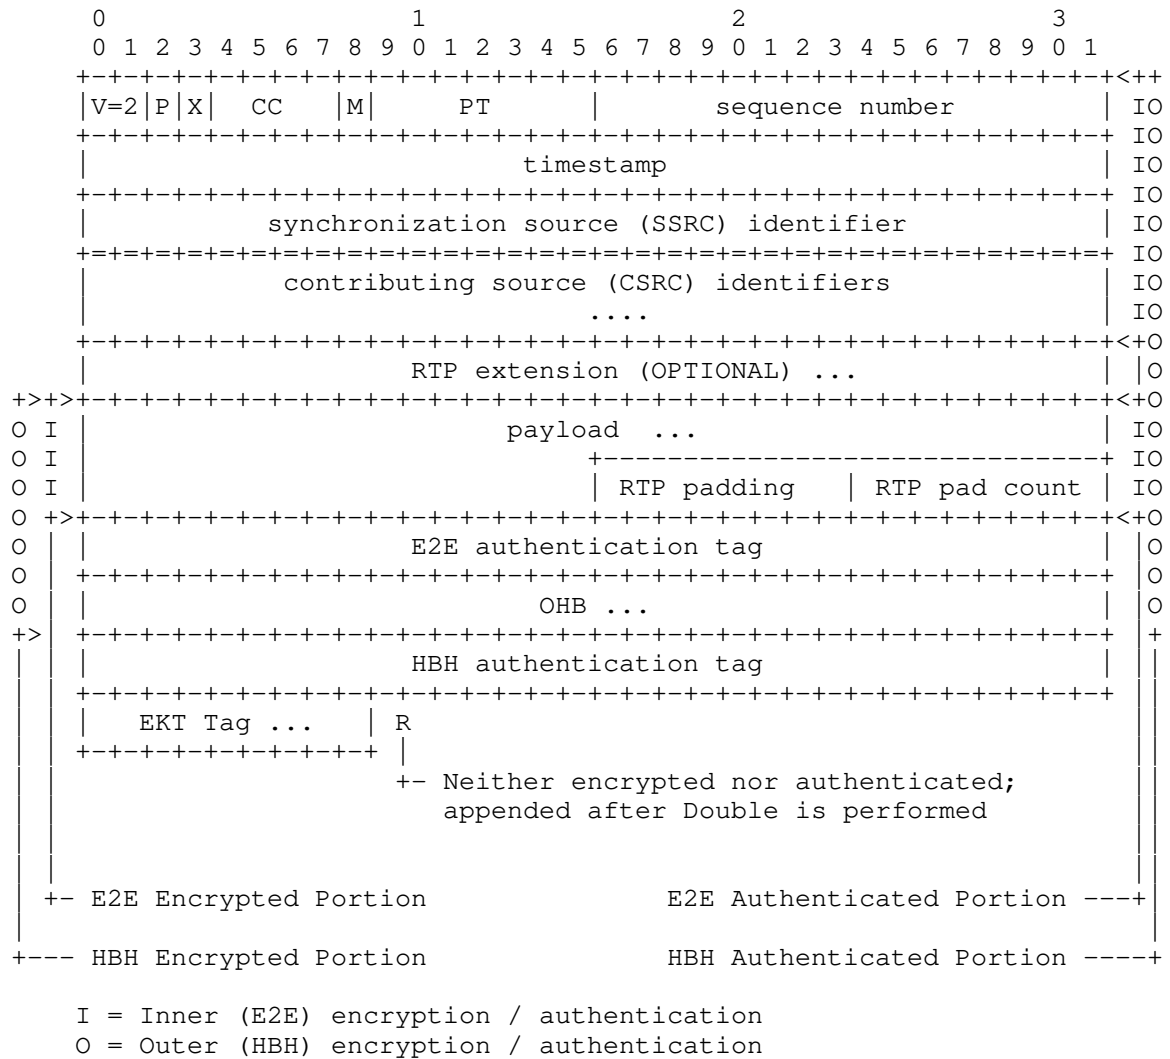 0                   1                   2                   3
     0 1 2 3 4 5 6 7 8 9 0 1 2 3 4 5 6 7 8 9 0 1 2 3 4 5 6 7 8 9 0 1
    +-+-+-+-+-+-+-+-+-+-+-+-+-+-+-+-+-+-+-+-+-+-+-+-+-+-+-+-+-+-+-+-+<++
    |V=2|P|X|  CC   |M|     PT      |       sequence number         | IO
    +-+-+-+-+-+-+-+-+-+-+-+-+-+-+-+-+-+-+-+-+-+-+-+-+-+-+-+-+-+-+-+-+ IO
    |                           timestamp                           | IO
    +-+-+-+-+-+-+-+-+-+-+-+-+-+-+-+-+-+-+-+-+-+-+-+-+-+-+-+-+-+-+-+-+ IO
    |           synchronization source (SSRC) identifier            | IO
    +=+=+=+=+=+=+=+=+=+=+=+=+=+=+=+=+=+=+=+=+=+=+=+=+=+=+=+=+=+=+=+=+ IO
    |            contributing source (CSRC) identifiers             | IO
    |                               ....                            | IO
    +-+-+-+-+-+-+-+-+-+-+-+-+-+-+-+-+-+-+-+-+-+-+-+-+-+-+-+-+-+-+-+-+<+O
    |                    RTP extension (OPTIONAL) ...               | |O
+>+>+-+-+-+-+-+-+-+-+-+-+-+-+-+-+-+-+-+-+-+-+-+-+-+-+-+-+-+-+-+-+-+-+<+O
O I |                          payload  ...                         | IO
O I |                               +-------------------------------+ IO
O I |                               | RTP padding   | RTP pad count | IO
O +>+-+-+-+-+-+-+-+-+-+-+-+-+-+-+-+-+-+-+-+-+-+-+-+-+-+-+-+-+-+-+-+-+<+O
O | |                    E2E authentication tag                     | |O
O | +-+-+-+-+-+-+-+-+-+-+-+-+-+-+-+-+-+-+-+-+-+-+-+-+-+-+-+-+-+-+-+-+ |O
O | |                            OHB ...                            | |O
+>| +-+-+-+-+-+-+-+-+-+-+-+-+-+-+-+-+-+-+-+-+-+-+-+-+-+-+-+-+-+-+-+-+ |+
| | |                    HBH authentication tag                     | ||
| | +-+-+-+-+-+-+-+-+-+-+-+-+-+-+-+-+-+-+-+-+-+-+-+-+-+-+-+-+-+-+-+-+ ||
| | |   EKT Tag ...   | R                                             ||
| | +-+-+-+-+-+-+-+-+-+ |                                             ||
| |                     +- Neither encrypted nor authenticated;       ||
| |                        appended after Double is performed         ||
| |                                                                   ||
| |                                                                   ||
| +- E2E Encrypted Portion               E2E Authenticated Portion ---+|
|                                                                      |
+--- HBH Encrypted Portion               HBH Authenticated Portion ----+

    I = Inner (E2E) encryption / authentication
    O = Outer (HBH) encryption / authentication